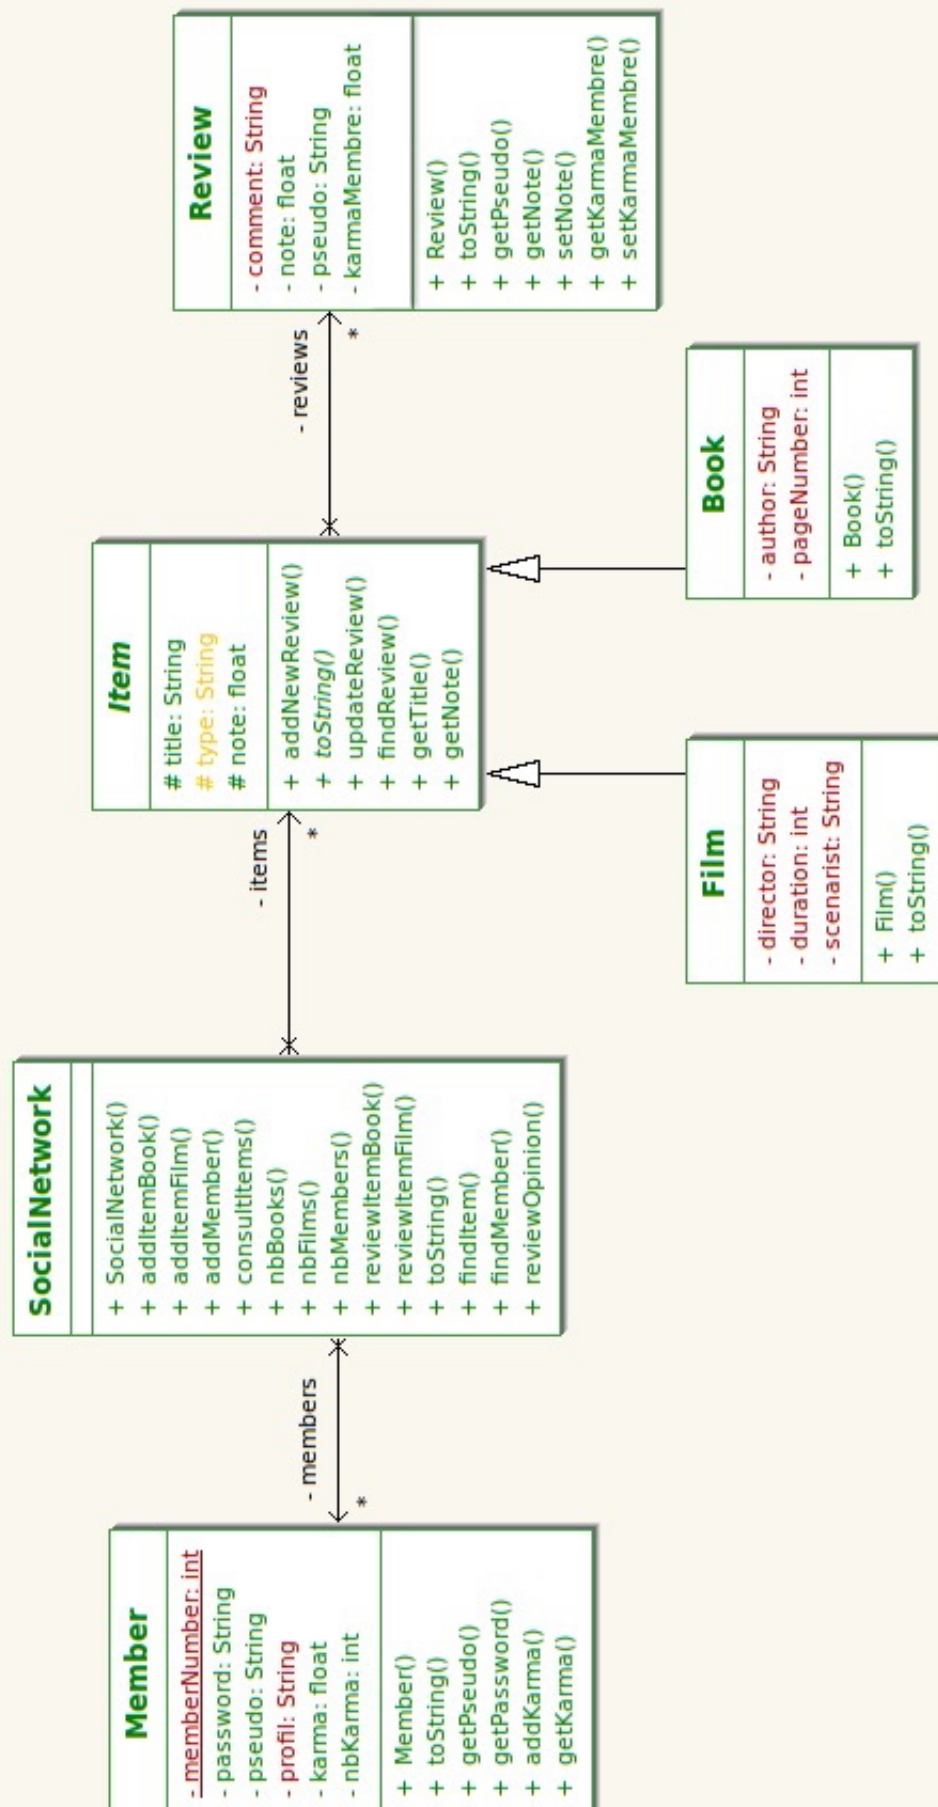 Member
- memberNumber: int
- password: String
- pseudo: String
- profil: String
- karma: float
- nbKarma: int
+ Member()
+ toString()
+ getPseudo()
+ getPassword()
+ addKarma()
+ getKarma()
- members
*
SocialNetwork
+ SocialNetwork()
+ addItemBook()
+ addItemFilm()
+ addMember()
+ consultItems()
+ nbBooks()
+ nbFilms()
+ nbMembers()
+ reviewItemBook()
+ reviewItemFilm()
+ toString()
+ findItem()
+ findMember()
+ reviewOpinion()
- items
*
Item
# title: String
# type: String
# note: float
+ addNewReview()
+ toString()
+ updateReview()
+ findReview()
+ getTitle()
+ getNote()
- reviews
*
Review
- comment: String
- note: float
- pseudo: String
- karmaMembre: float
+ Review()
+ toString()
+ getPseudo()
+ getNote()
+ setNote()
+ getKarmaMembre()
+ setKarmaMembre()
Film
- director: String
- duration: int
- scenarist: String
+ Film()
+ toString()
Book
- author: String
- pageNumber: int
+ Book()
+ toString()